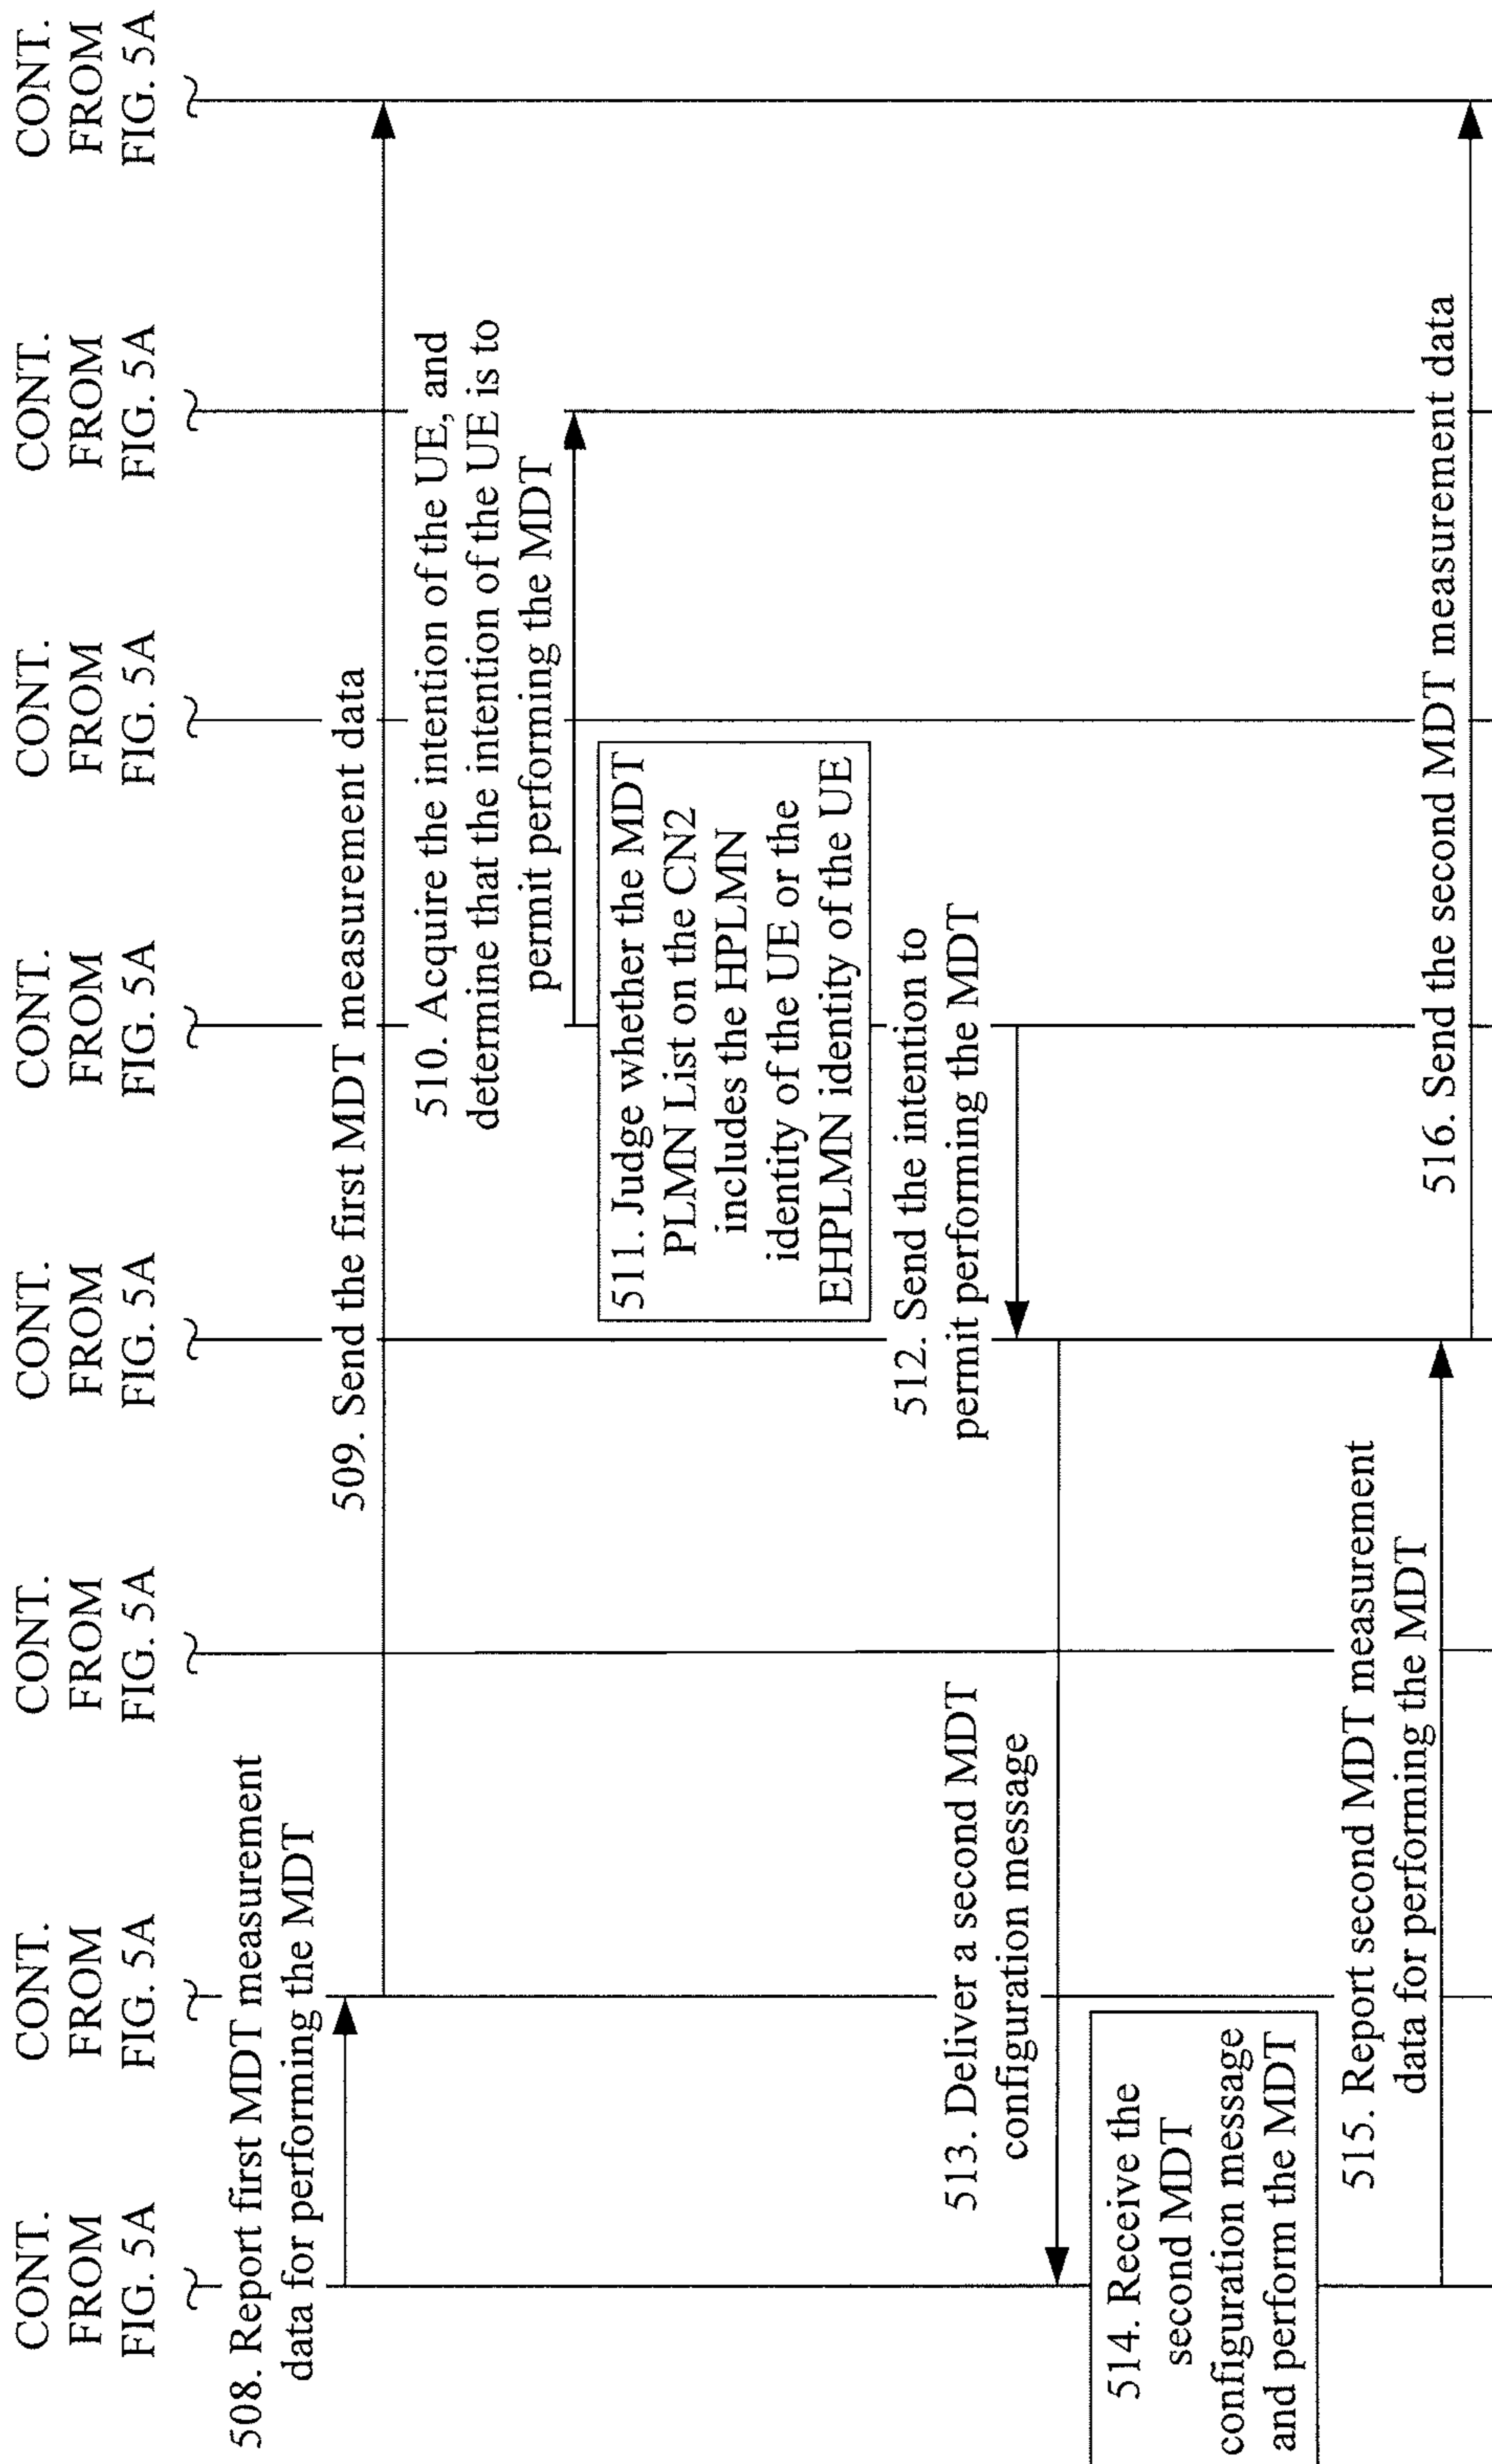 CONT.
FROM
FIG. 5A
CONT.
FROM
FIG. 5A
CONT.
FROM
FIG. 5A
CONT.
FROM
FIG. 5A
CONT.
FROM
FIG. 5A
CONT.
FROM
FIG. 5A
CONT.
FROM
FIG. 5A
CONT.
FROM
FIG. 5A
508. Report first MDT measurement
data for performing the MDT
509. Send the first MDT measurement data
510. Acquire the intention of the UE, and
determine that the intention of the UE is to
permit performing the MDT
511. Judge whether the MDT
PLMN List on the CN2
includes the HPLMN
identity of the UE or the
EHPLMN identity of the UE
512. Send the intention to
permit performing the MDT
513. Deliver a second MDT
configuration message
514. Receive the
second MDT
configuration message
and perform the MDT
515. Report second MDT measurement
data for performing the MDT
516. Send the second MDT measurement data